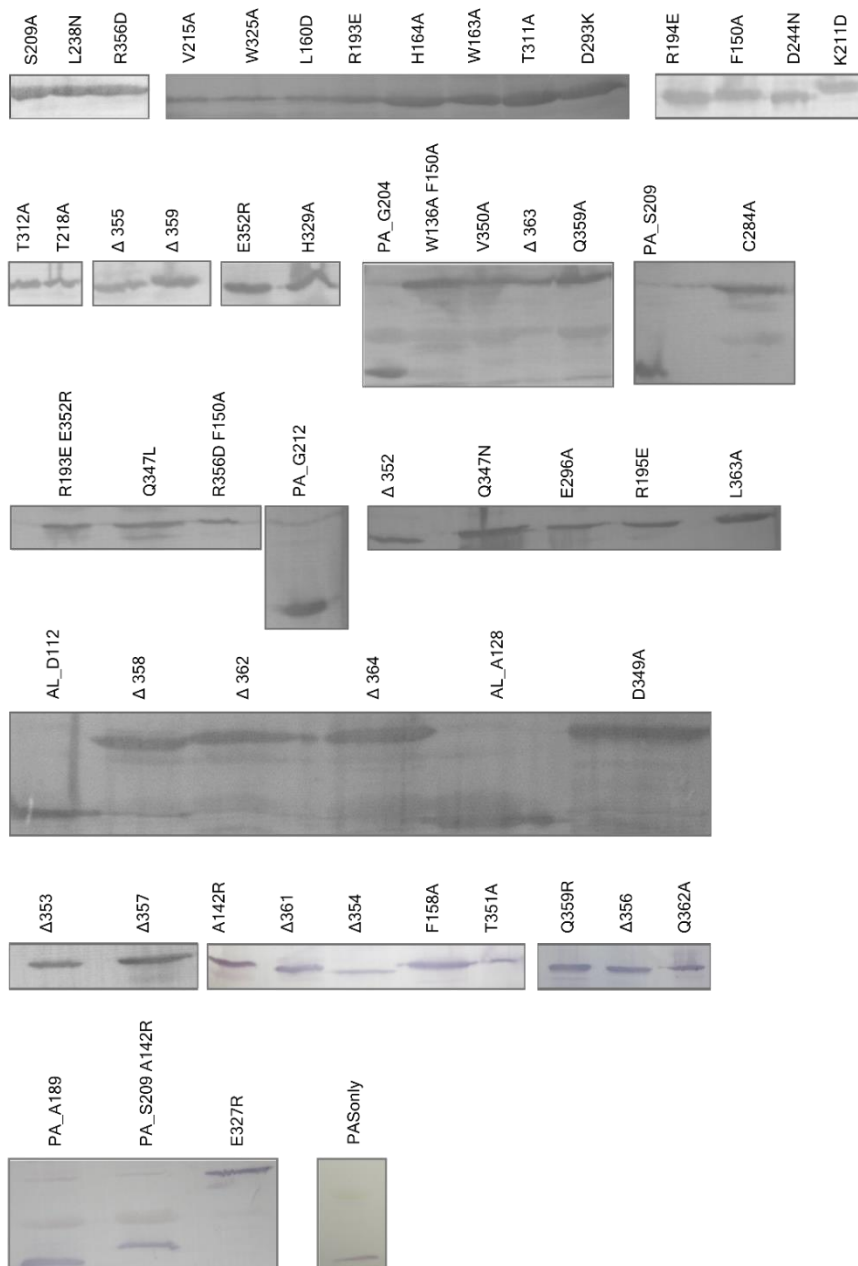 S209A
L238N
R356D
V215A
W325A
L160D
R193E
H164A
W163A
T311A
D293K
R194E
F150A
D244N
K211D
T312A
T218A
Δ 355
Δ 359
E352R
H329A
PA_G204
W136A F150A
V350A
Δ 363
Q359A
PA_S209
C284A
R193E E352R
Q347L
R356D F150A
PA_G212
Δ 352
Q347N
E296A
R195E
L363A
AL_D112
Δ 358
Δ 362
Δ 364
AL_A128
D349A
Δ353
Δ357
A142R
Δ361
Δ354
F158A
T351A
Q359R
Δ356
Q362A
PA_A189
PA_S209 A142R
E327R
PASonly